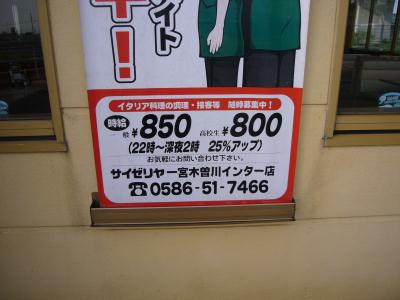 イト
!
イタリア料理の調理・接客等 随時募集中！
時給 一般 ¥850 高校生 ¥800
(22時〜深夜2時 25%アップ)
お気軽にお問い合わせ下さい。
サイゼリヤ一宮木曽川インター店
☎0586-51-7466